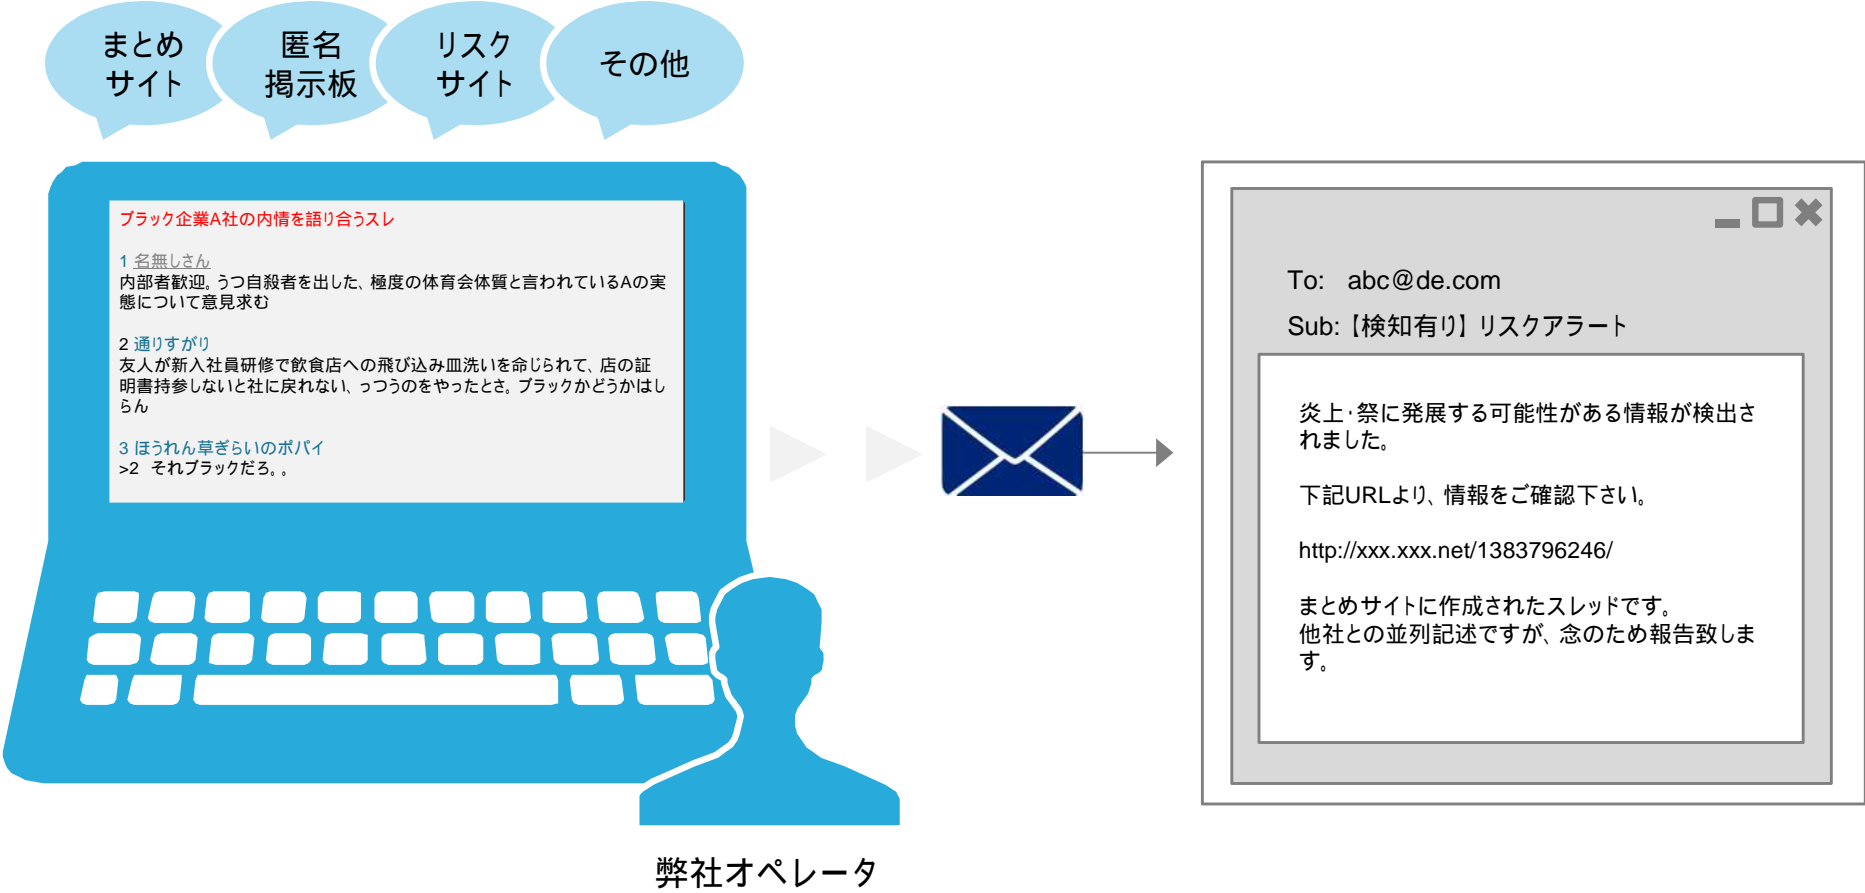 まとめ
サイト
匿名
掲示板
リスク
サイト
その他
ブラック企業A社の内情を語り合うスレ
1 名無しさん
内部者歓迎。うつ自殺者を出した、極度の体育会体質と言われているAの実
態について意見求む
2 通りすがり
友人が新入社員研修で飲食店への飛び込み皿洗いを命じられて、店の証
明書持参しないと社に戻れない、っつうのをやったとさ。ブラックかどうかはし
らん
3 ほうれん草ぎらいのポパイ
>2 それブラックだろ。。
弊社オペレータ
To: abc@de.com
Sub:【検知有り】リスクアラート
炎上・祭に発展する可能性がある情報が検出さ
れました。
下記URLより、情報をご確認下さい。
http://xxx.xxx.net/1383796246/
まとめサイトに作成されたスレッドです。
他社との並列記述ですが、念のため報告致しま
す。